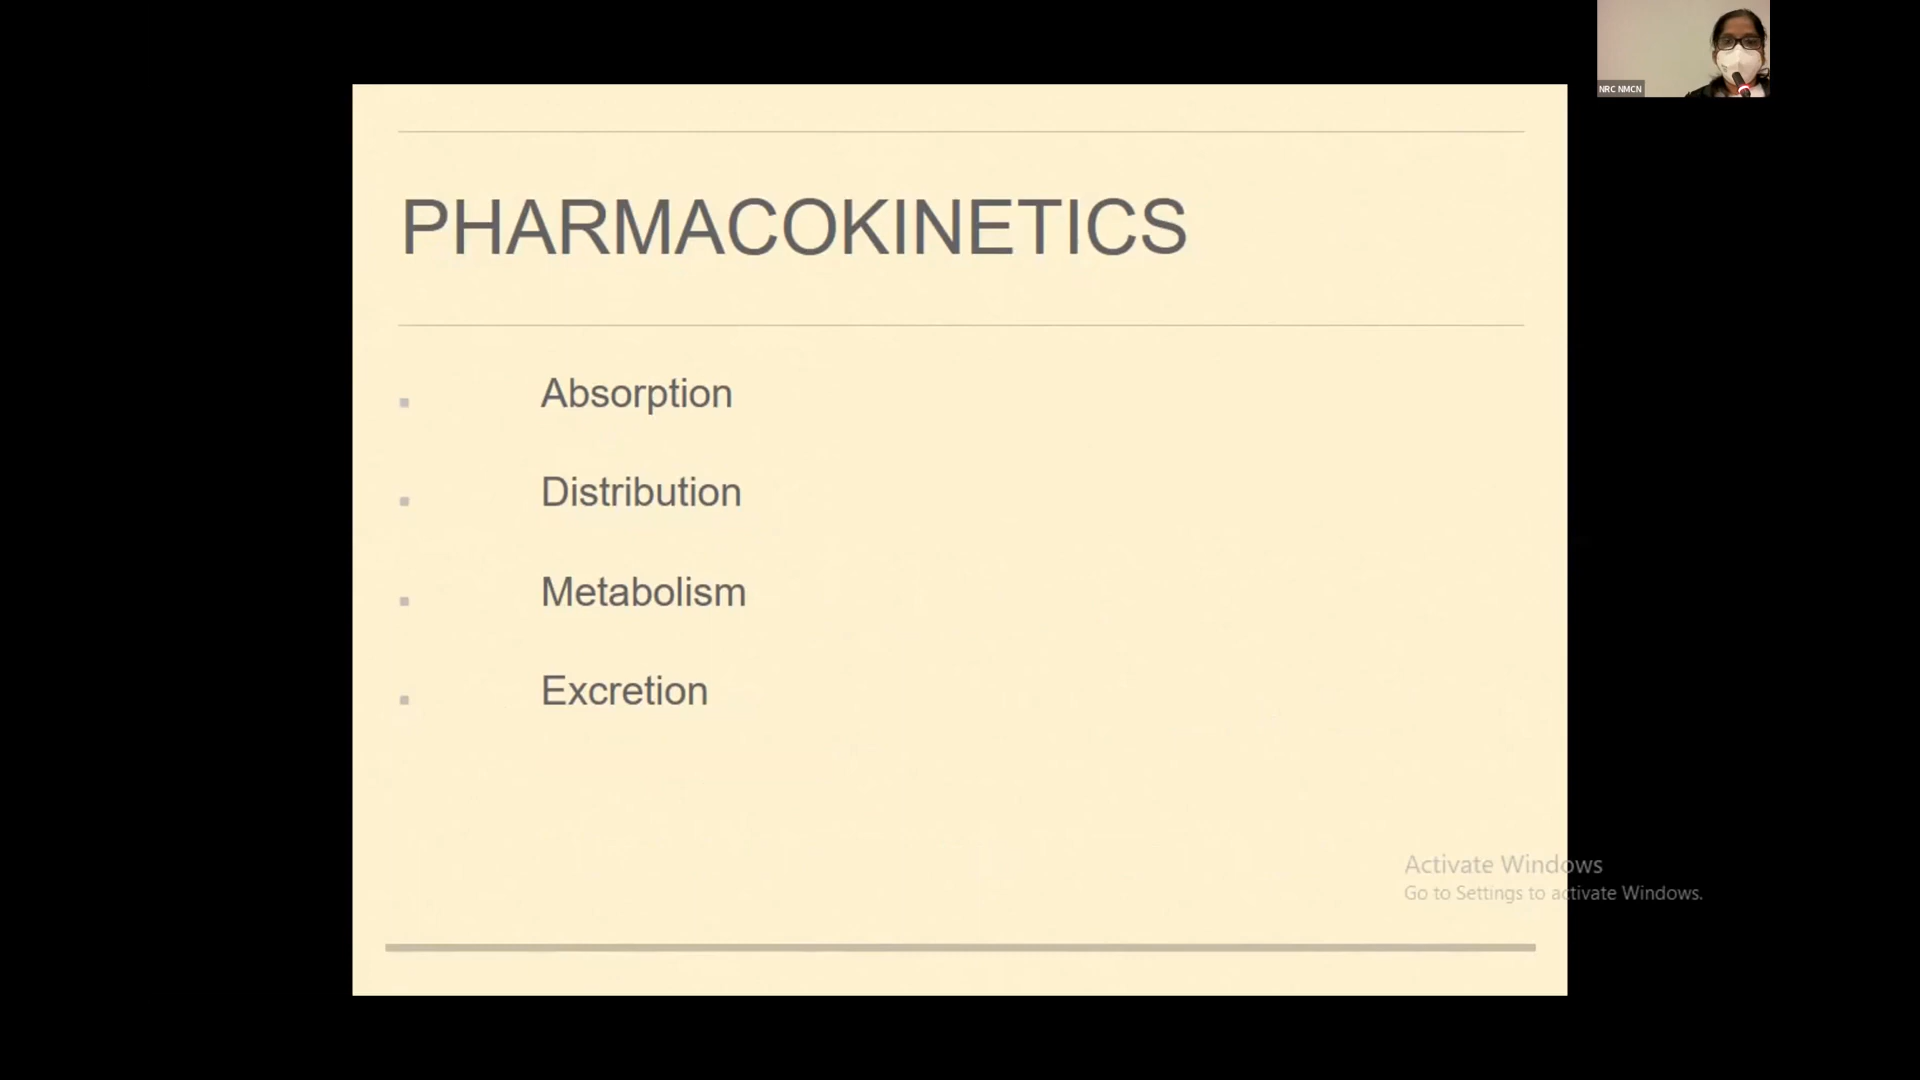 NRC NMCN
PHARMACOKINETICS
Absorption
Distribution
Metabolism
Excretion
Activate Windows
Go to Settings to activate Windows.